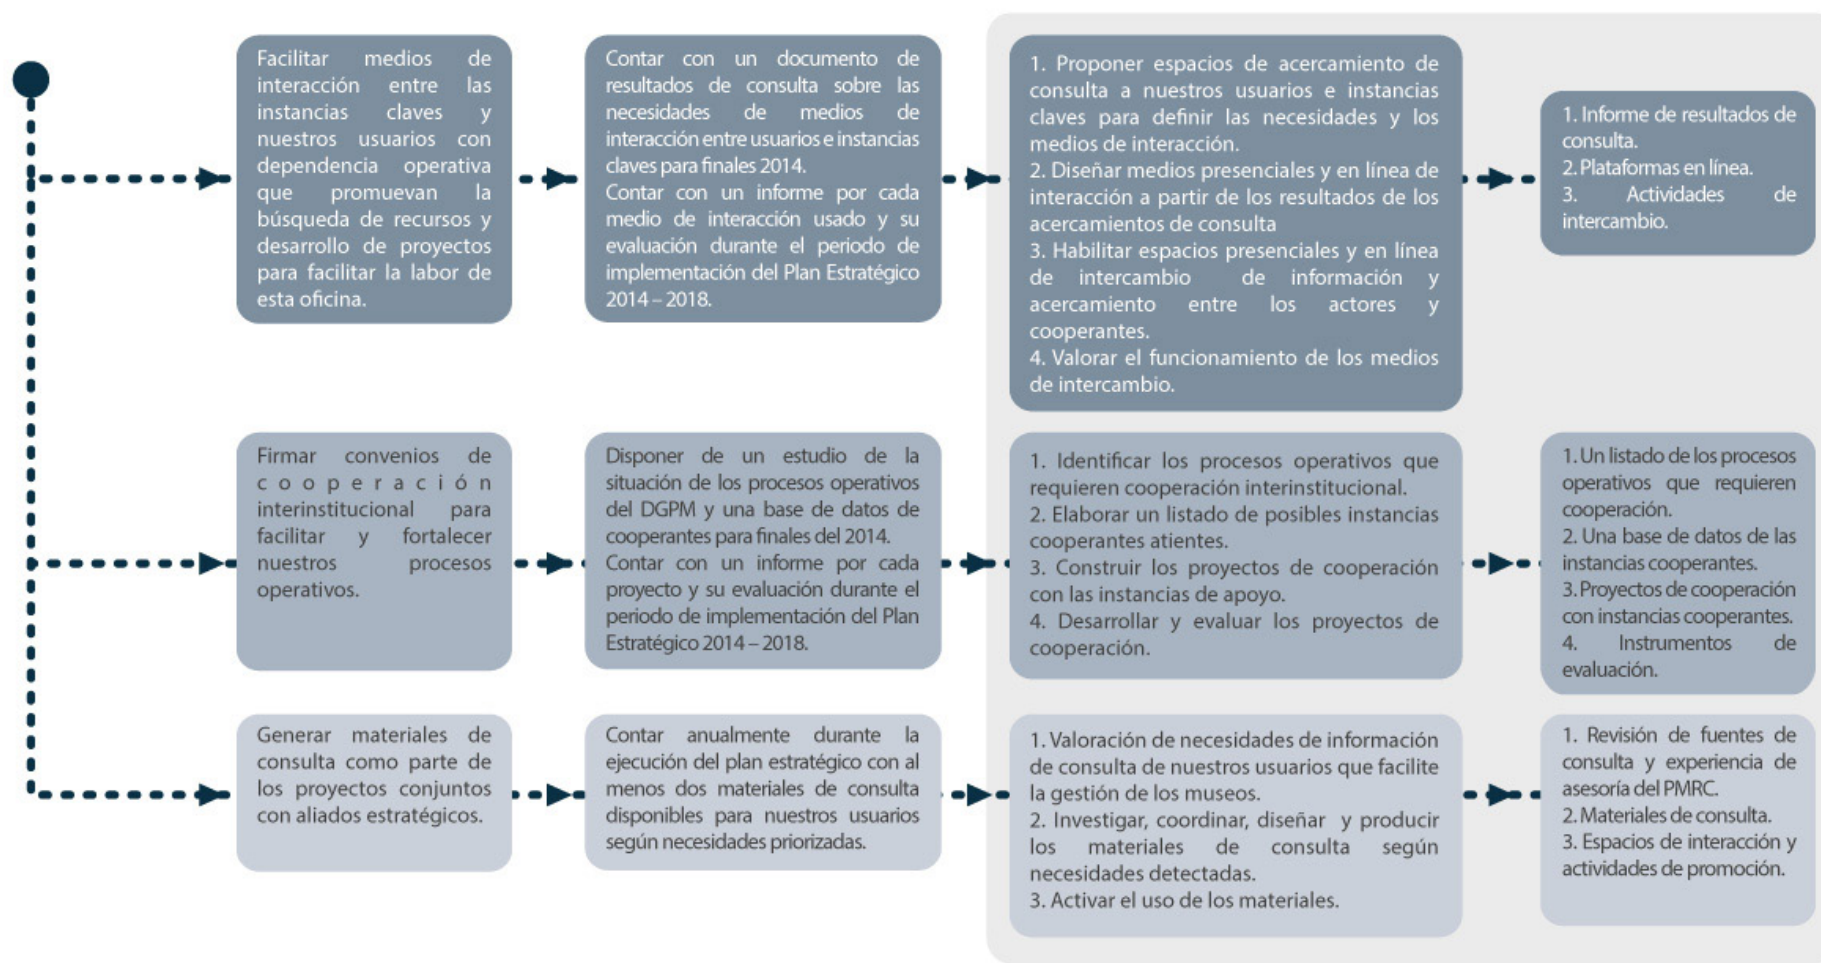 Facilitar medios de
interacción entre las
instancias claves y
nuestros usuarios con
dependencia operativa
que promuevan la
búsqueda de recursos y
desarrollo de proyectos
para facilitar la labor de
esta oficina.
Contar con un documento de
resultados de consulta sobre las
necesidades de medios de
interacción entre usuarios e instancias
claves para finales 2014.
Contar con un informe por cada
medio de interacción usado y su
evaluación durante el periodo de
implementación del Plan Estratégico
2014 – 2018.
1. Proponer espacios de acercamiento de
consulta a nuestros usuarios e instancias
claves para definir las necesidades y los
medios de interacción.
2. Diseñar medios presenciales y en línea de
interacción a partir de los resultados de los
acercamientos de consulta
3. Habilitar espacios presenciales y en línea
de intercambio de información y
acercamiento entre los actores y
cooperantes.
4. Valorar el funcionamiento de los medios
de intercambio.
1. Informe de resultados de
consulta.
2. Plataformas en línea.
3. Actividades de
intercambio.
Firmar convenios de
cooperación
interinstitucional para
facilitar y fortalecer
nuestros procesos
operativos.
Disponer de un estudio de la
situación de los procesos operativos
del DGPM y una base de datos de
cooperantes para finales del 2014.
Contar con un informe por cada
proyecto y su evaluación durante el
periodo de implementación del Plan
Estratégico 2014 – 2018.
1. Identificar los procesos operativos que
requieren cooperación interinstitucional.
2. Elaborar un listado de posibles instancias
cooperantes atientes.
3. Construir los proyectos de cooperación
con las instancias de apoyo.
4. Desarrollar y evaluar los proyectos de
cooperación.
1. Un listado de los procesos
operativos que requieren
cooperación.
2. Una base de datos de las
instancias cooperantes.
3. Proyectos de cooperación
con instancias cooperantes.
4. Instrumentos de
evaluación.
Generar materiales de
consulta como parte de
los proyectos conjuntos
con aliados estratégicos.
Contar anualmente durante la
ejecución del plan estratégico con al
menos dos materiales de consulta
disponibles para nuestros usuarios
según necesidades priorizadas.
1. Valoración de necesidades de información
de consulta de nuestros usuarios que facilite
la gestión de los museos.
2. Investigar, coordinar, diseñar y producir
los materiales de consulta según
necesidades detectadas.
3. Activar el uso de los materiales.
1. Revisión de fuentes de
consulta y experiencia de
asesoría del PMRC.
2. Materiales de consulta.
3. Espacios de interacción y
actividades de promoción.